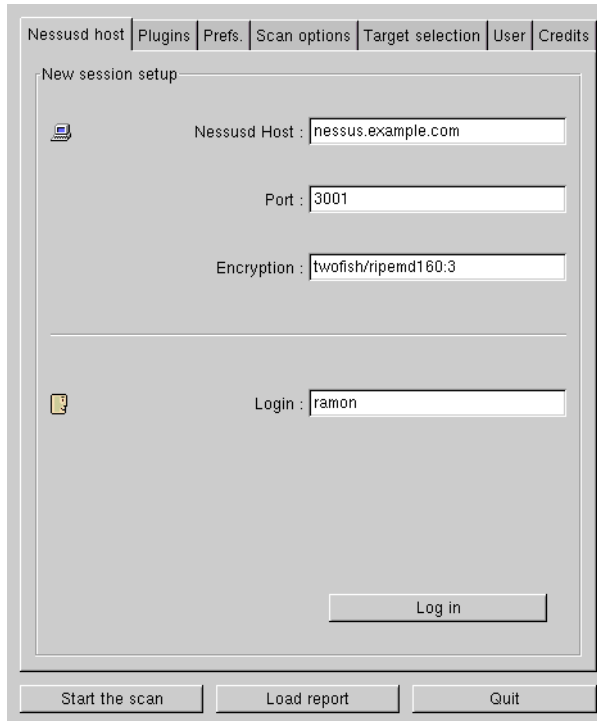 Nessusd host Plugins Prefs. Scan options Target selection User Credits
New session setup
Nessusd Host : nessus.example.com
Port : 3001
Encryption : twofish/ripemd160:3
Login : ramon
Log in
Start the scan Load report Quit